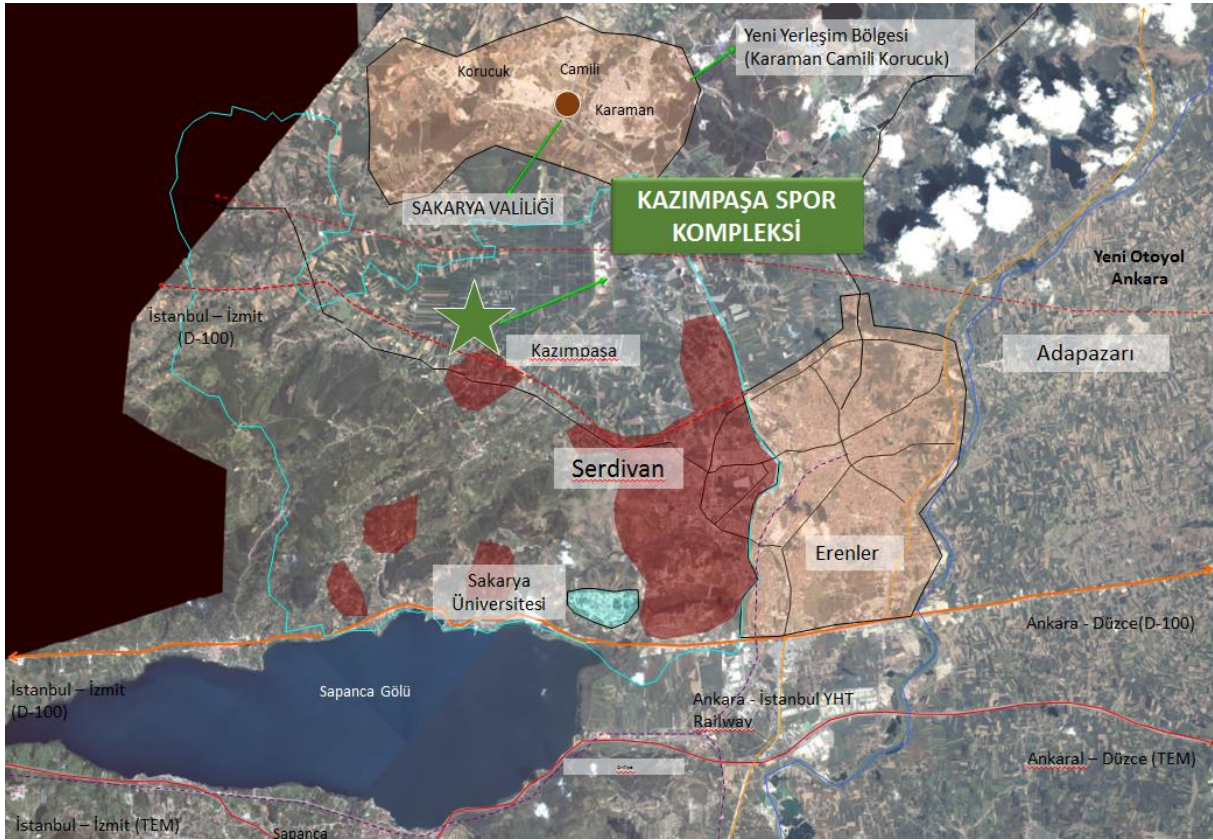 Yeni Yerleşim Bölgesi
(Karaman Camili Korucuk)
Korucuk
Camili
Karaman
SAKARYA VALİLİĞİ
KAZIMPAŞA SPOR
KOMPLEKSİ
Yeni Otoyol
Ankara
İstanbul – İzmit
(D-100)
Kazımpaşa
Adapazarı
Serdivan
Erenler
Sakarya
Üniversitesi
Ankara - Düzce(D-100)
İstanbul – İzmit
(D-100)
Sapanca Gölü
Ankara - İstanbul YHT
Railway
Ankaral – Düzce (TEM)
İstanbul – İzmit (TEM)
Sapanca